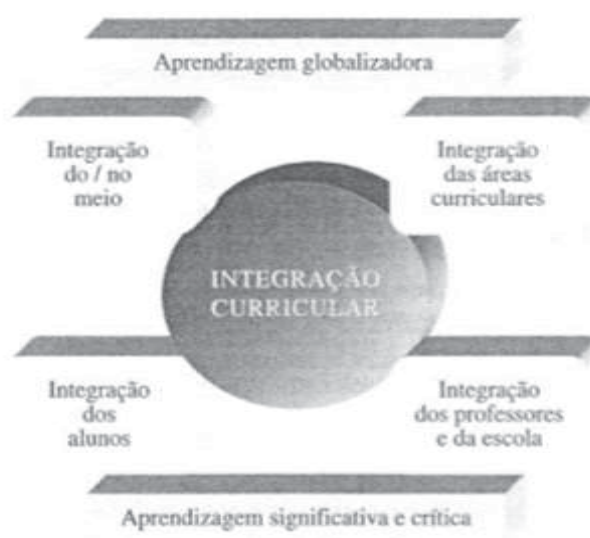 Aprendizagem globalizadora
Integração
do / no
meio
Integração
das áreas
curriculares
INTEGRAÇÃO
CURRICULAR
Integração
dos
alunos
Integração
dos professores
e da escola
Aprendizagem significativa e crítica